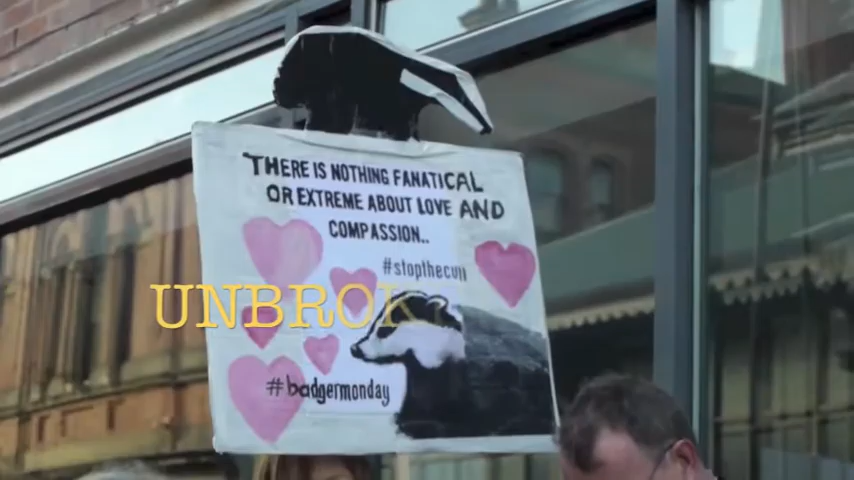 THERE IS NOTHING FANATICAL
OR EXTREME ABOUT LOVE AND
COMPASSION..
#stopthecull
UNBROK
#badgermonday